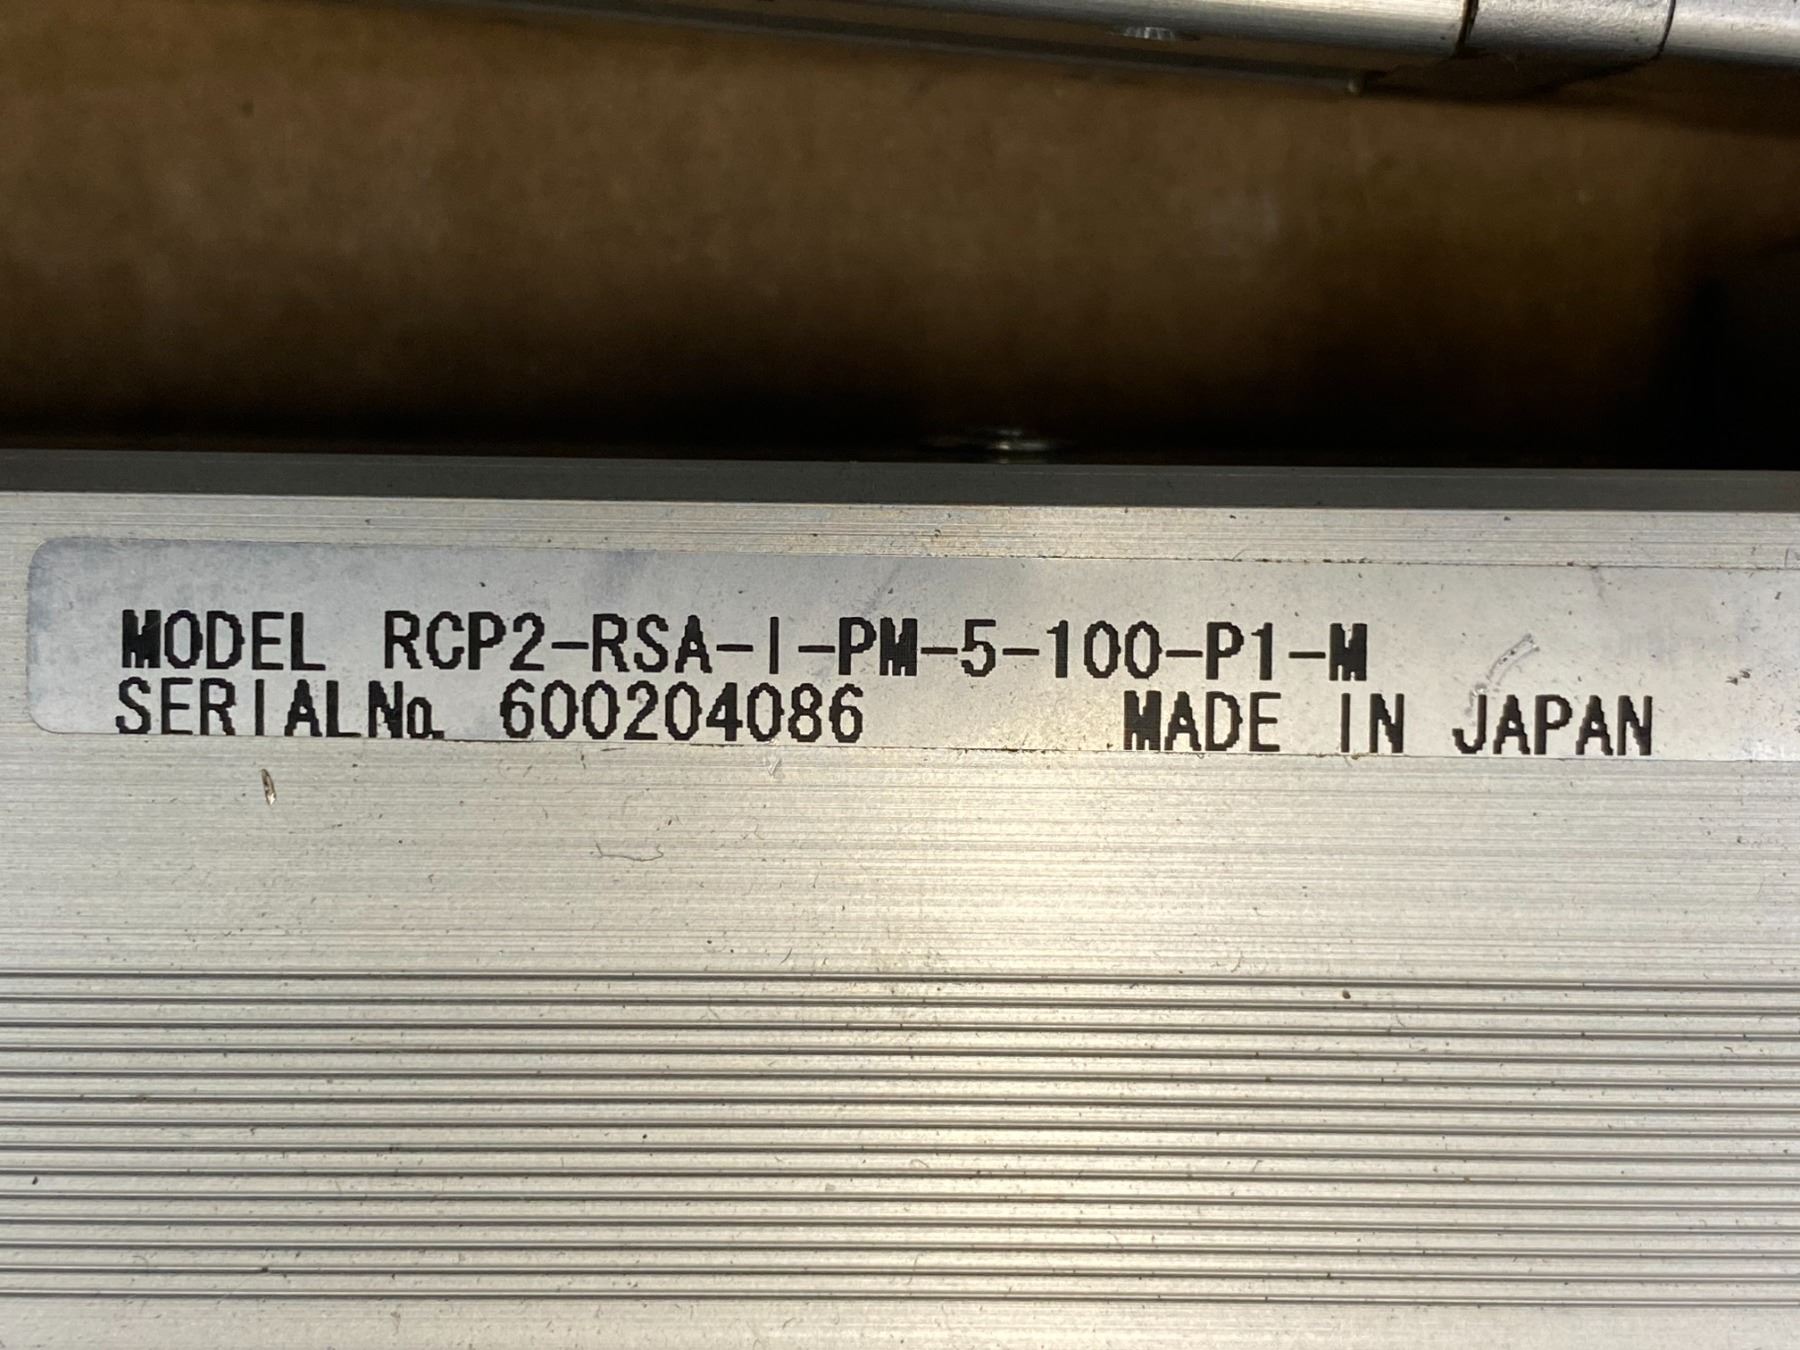 MODEL RCP2-RSA-I-PM-5-100-P1-M
SERIALNo. 600204086 MADE IN JAPAN